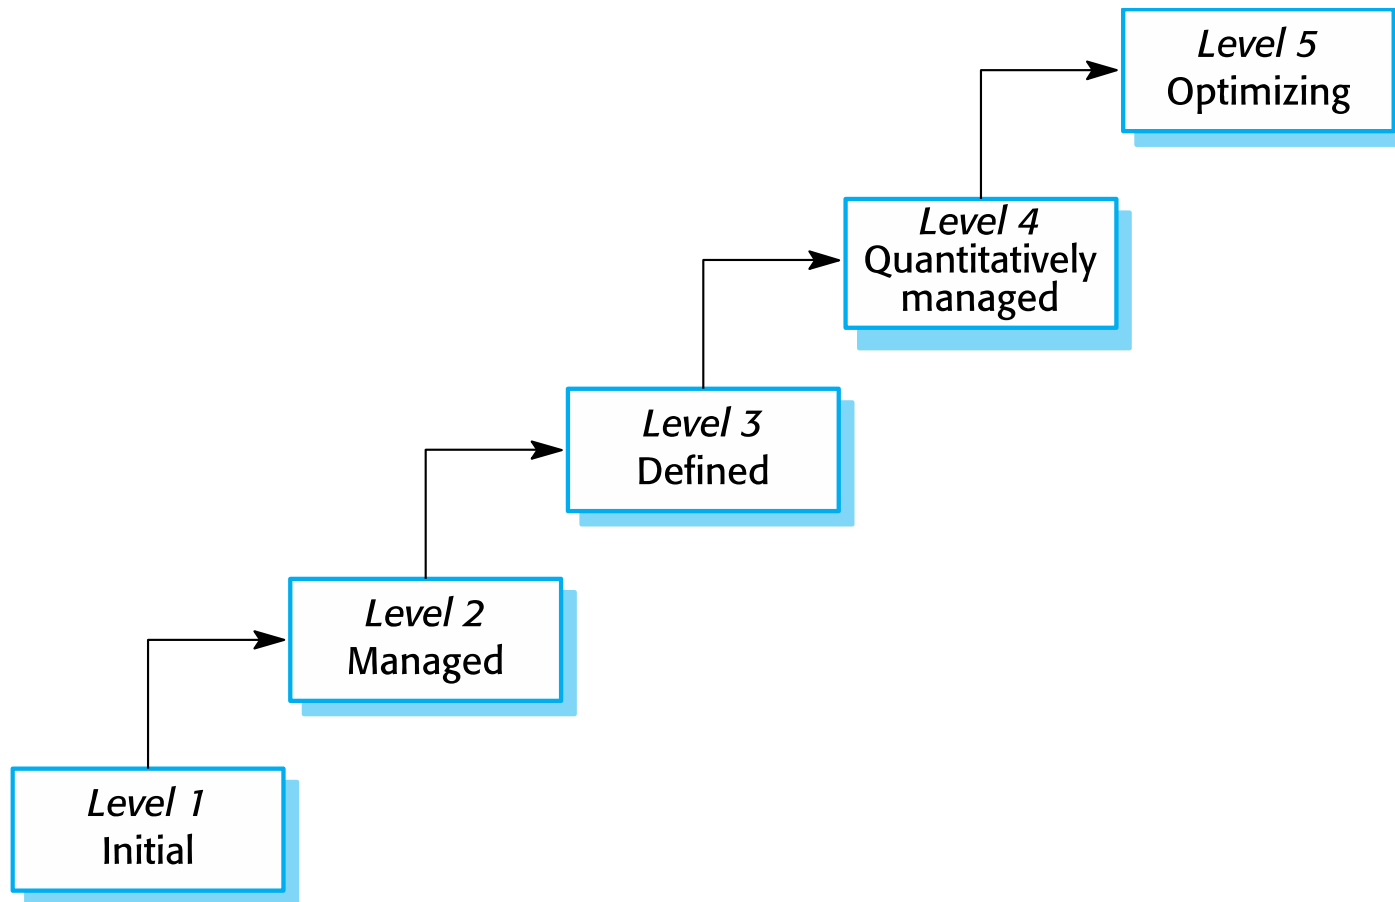 Level 5
Optimizing
Level 4
Quantitatively
managed
Level 3
Defined
Level 2
Managed
Level 1
Initial